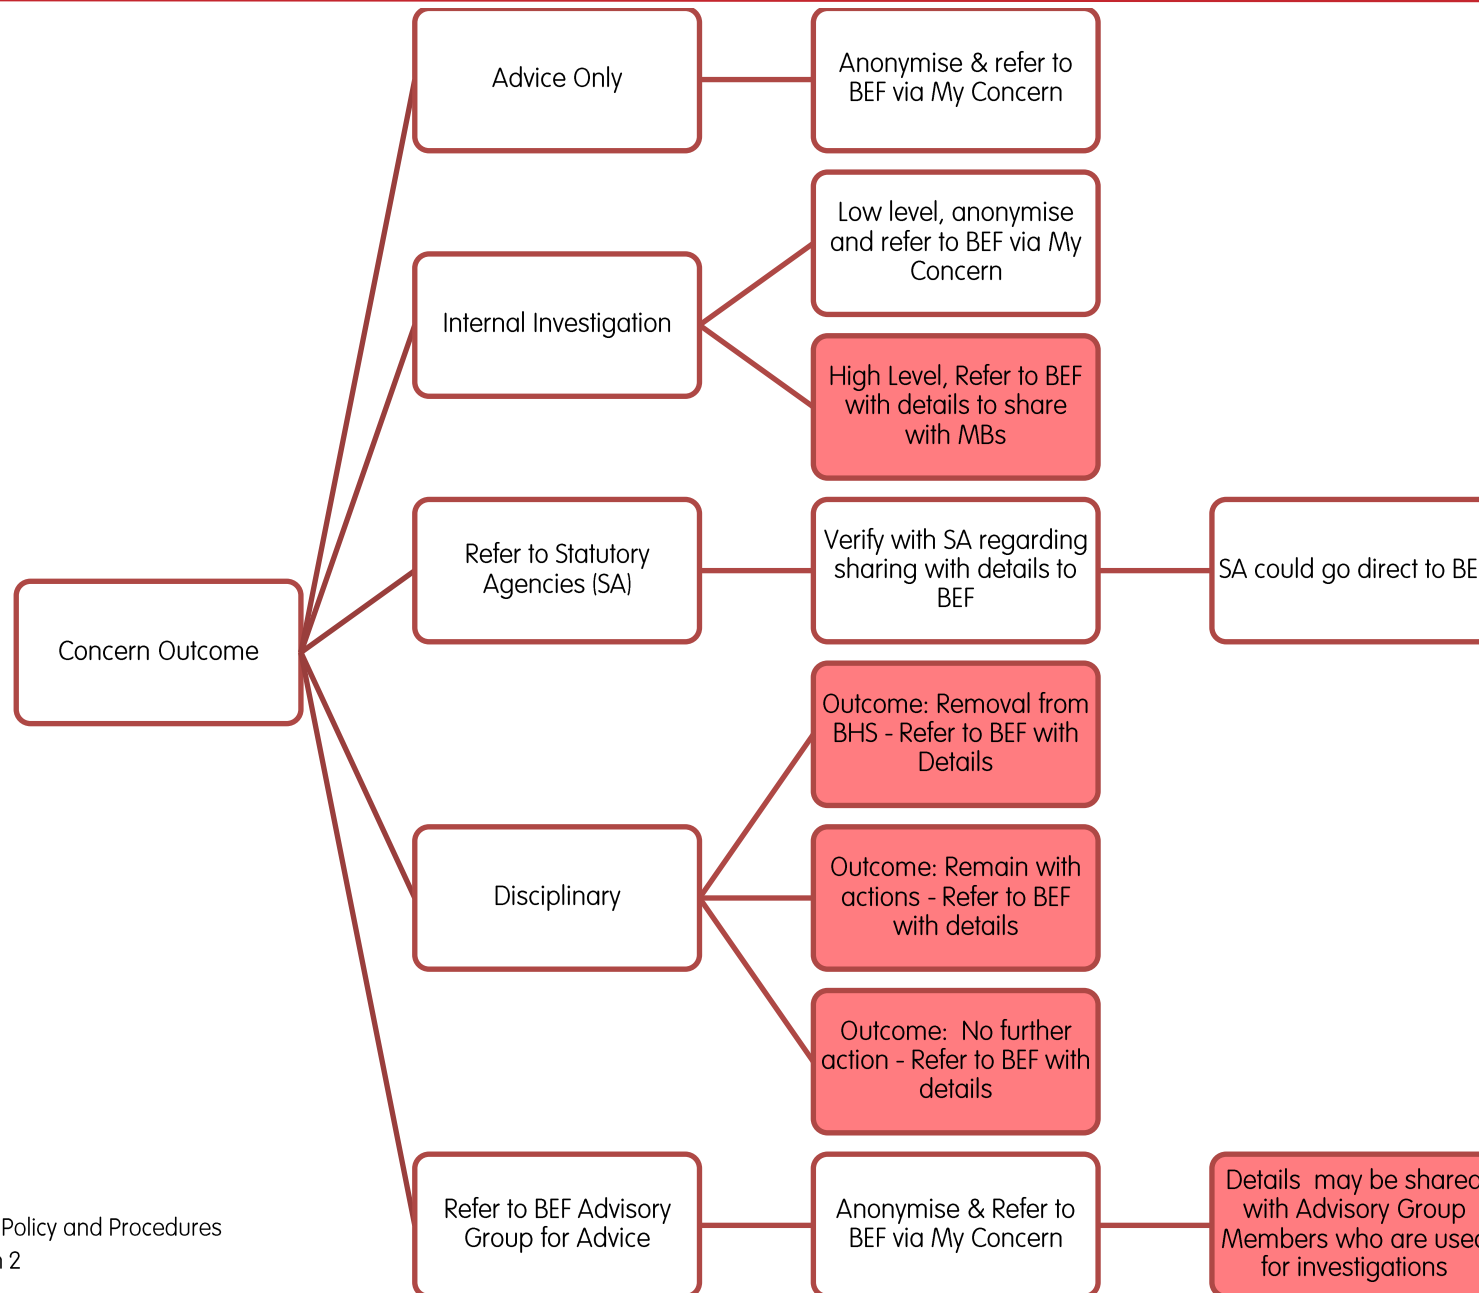 Advice Only
Anonymise & refer to
BEF via My Concern
Low level, anonymise
and refer to BEF via My
Concern
Internal Investigation
High Level, Refer to BEF
with details to share
with MBs
Refer to Statutory
Agencies (SA)
Verify with SA regarding
sharing with details to
BEF
SA could go direct to BE
Concern Outcome
Outcome: Removal from
BHS - Refer to BEF with
Details
Disciplinary
Outcome: Remain with
actions - Refer to BEF
with details
Outcome:  No further
action - Refer to BEF with
details
Refer to BEF Advisory
Group for Advice
Anonymise & Refer to
BEF via My Concern
Details  may be shared
with Advisory Group
Members who are used
for investigations
Policy and Procedures
2